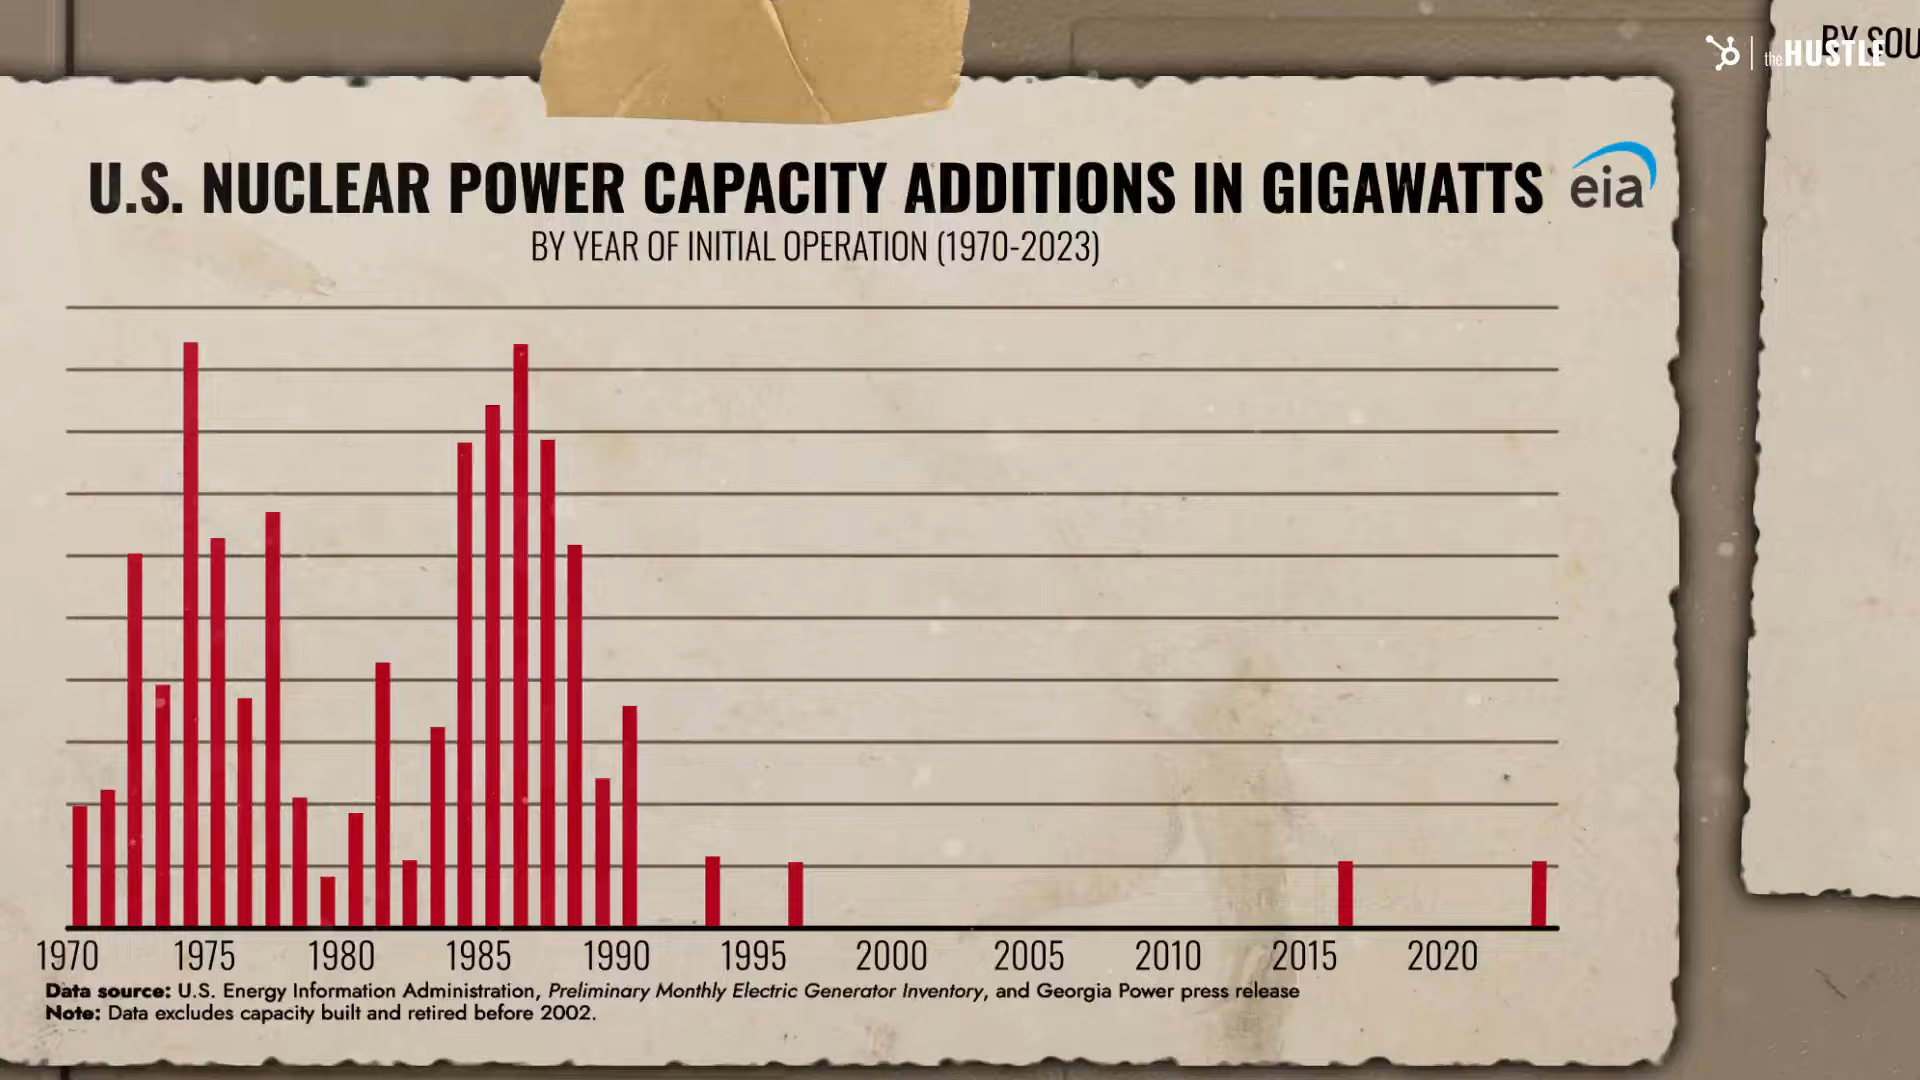 BY SOU
the HUSTLE
U.S. NUCLEAR POWER CAPACITY ADDITIONS IN GIGAWATTS
eia
BY YEAR OF INITIAL OPERATION (1970-2023)
1970 1975 1980 1985 1990 1995 2000 2005 2010 2015 2020
Data source: U.S. Energy Information Administration, Preliminary Monthly Electric Generator Inventory, and Georgia Power press release
Note: Data excludes capacity built and retired before 2002.